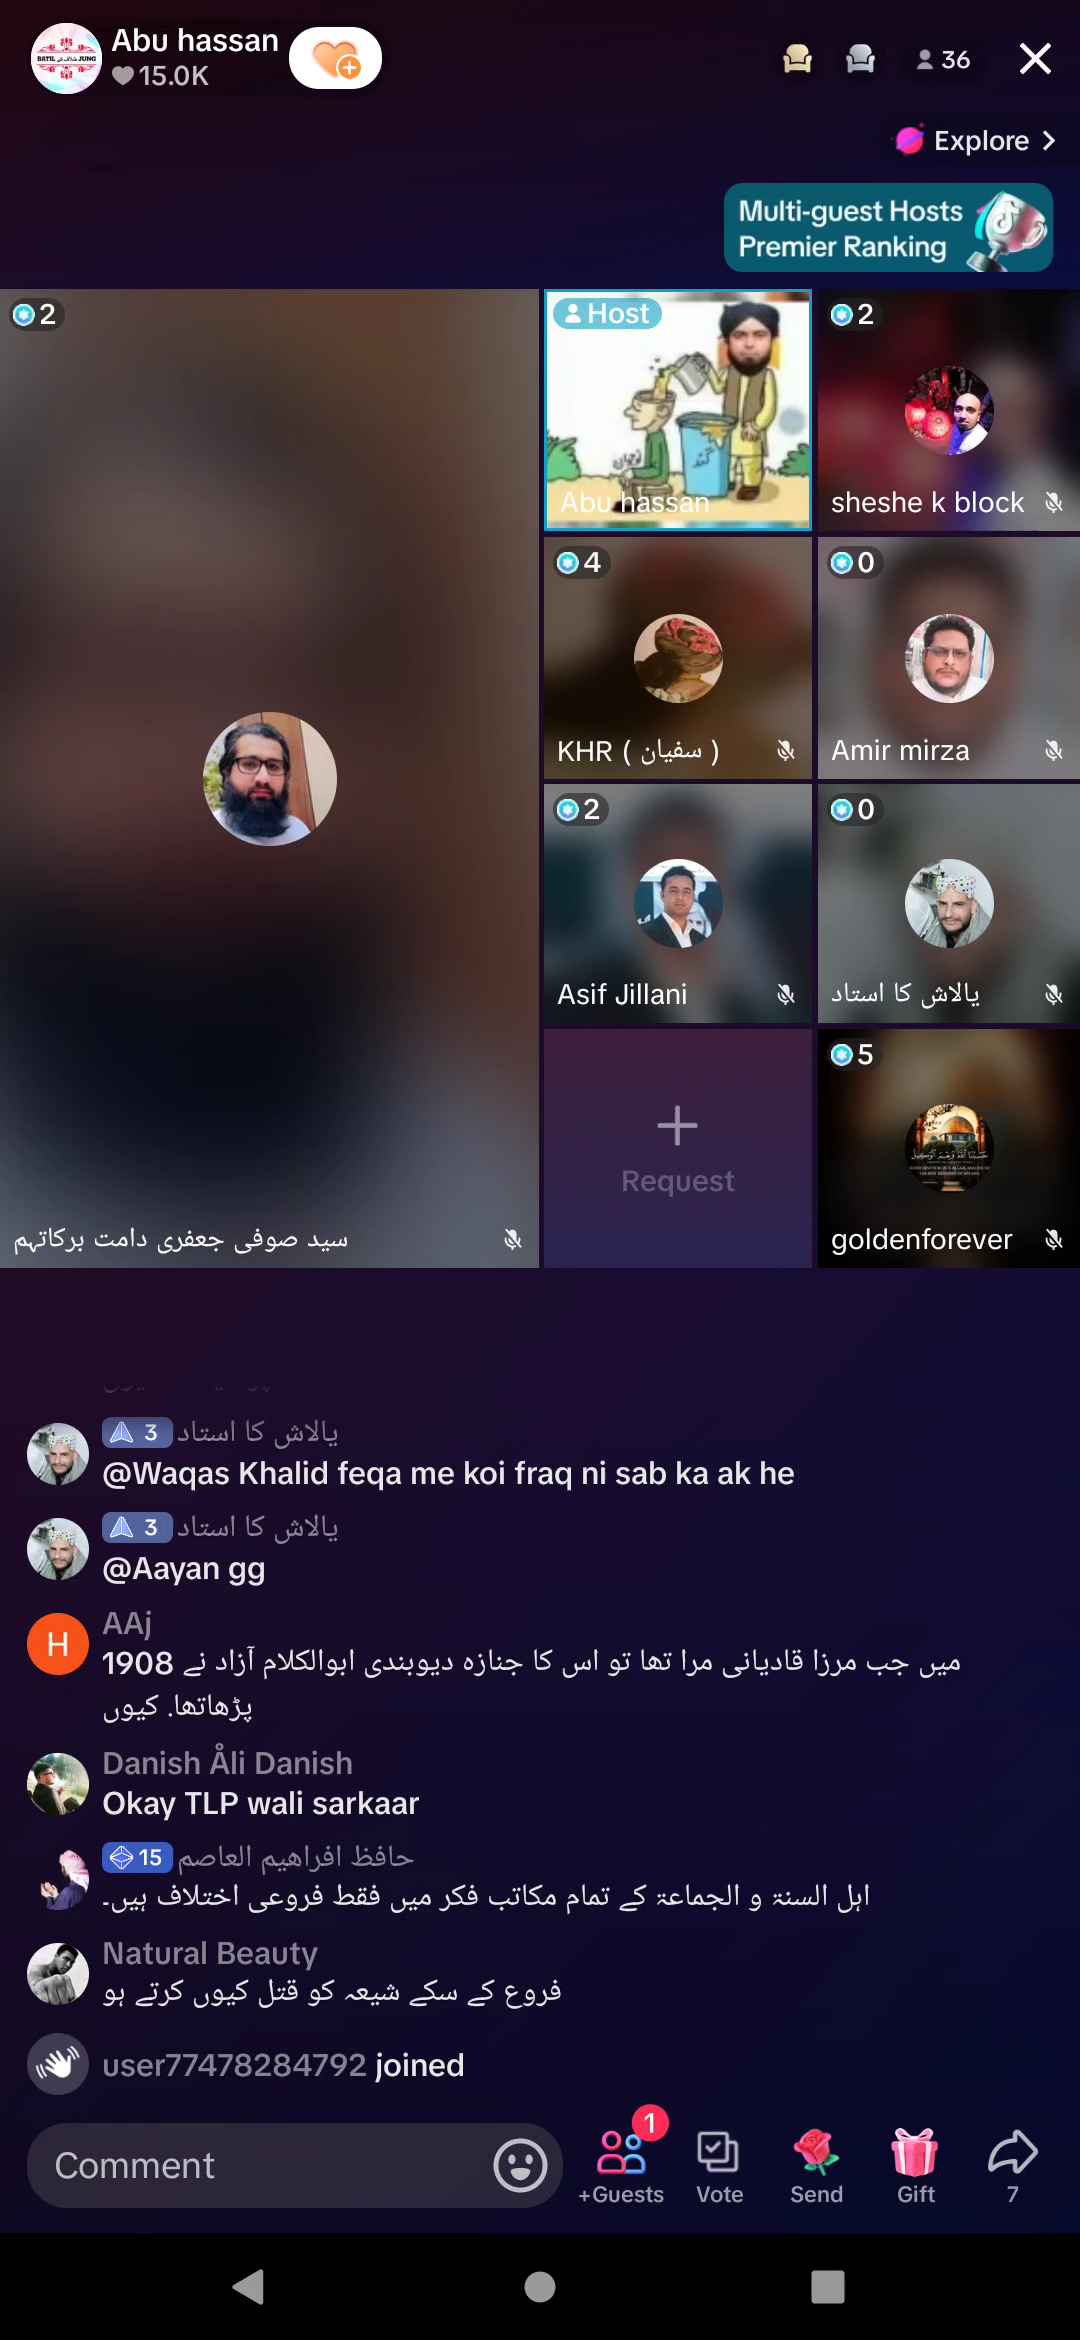 Abu hassan
15.0K
36
Explore
Multi-guest Hosts
Premier Ranking
2
Host
گند
نوجوان
Abu hassan
2
sheshe k block
4
KHR ( سفیان )
0
Amir mirza
2
Asif Jillani
0
یالاش کا استاد
Request
5
goldenforever
سید صوفی جعفری دامت برکاتہم
3 یالاش کا استاد
@Waqas Khalid feqa me koi fraq ni sab ka ak he
3 یالاش کا استاد
@Aayan gg
H
AAj
1908 میں جب مرزا قادیانی مرا تھا تو اس کا جنازہ دیوبندی ابوالکلام آزاد نے
پڑھاتھا. کیوں
Danish Åli Danish
Okay TLP wali sarkaar
15 حافظ افراھیم العاصم
اہل السنۃ و الجماعۃ کے تمام مکاتب فکر میں فقط فروعی اختلاف ہیں۔
Natural Beauty
فروع کے سکے شیعہ کو قتل کیوں کرتے ہو
user77478284792 joined
Comment
1
+Guests
Vote
Send
Gift
7